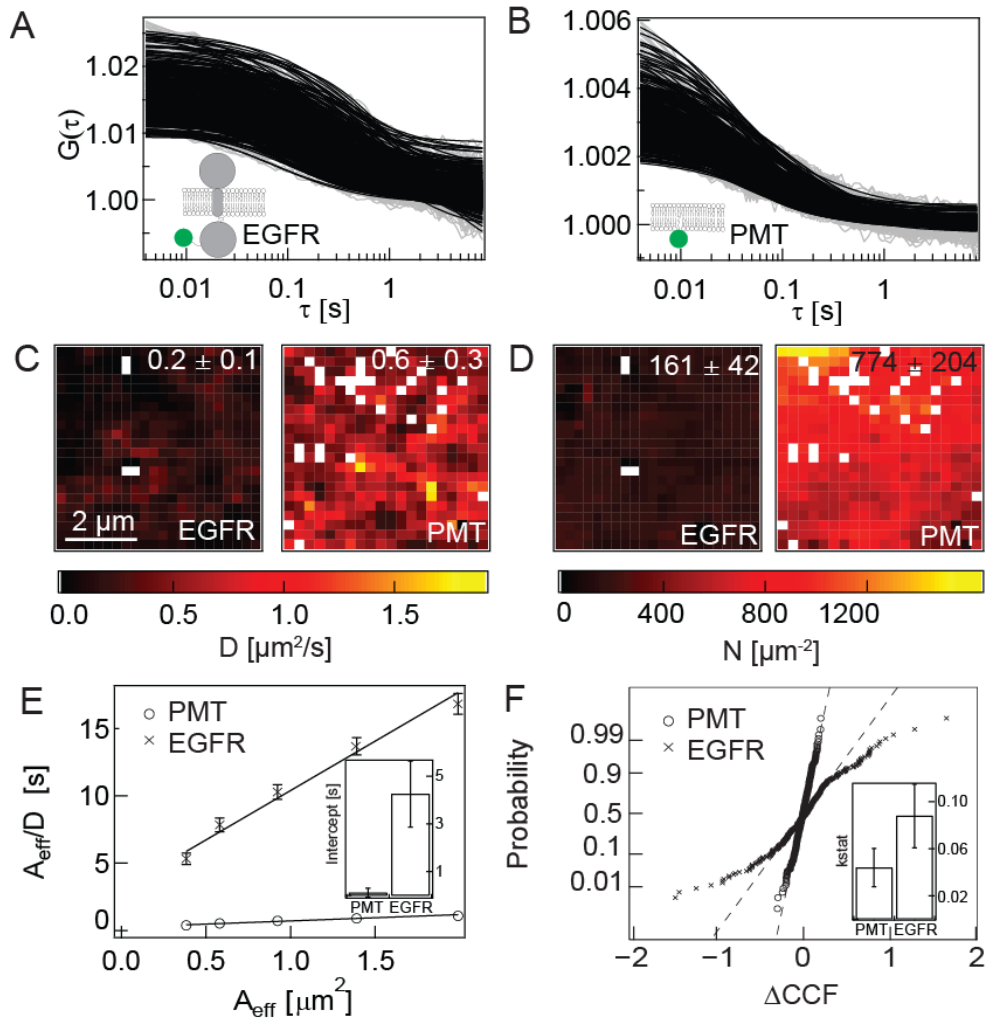 A
B
1.02
1.01
1.00
G(τ)
EGFR
0.01 0.1 1
τ [s]
1.006
1.004
1.002
1.000
PMT
0.01 0.1 1
τ [s]
C
0.2 ± 0.1
EGFR
2 µm
0.6 ± 0.3
PMT
0.0 0.5 1.0 1.5
D [µm²/s]
D
161 ± 42
EGFR
774 ± 204
PMT
0 400 800 1200
N [µm⁻²]
E
PMT
EGFR
15
10
5
0
A_eff/D [s]
0.0 0.5 1.0 1.5
A_eff [µm²]
Intercept [s]
5
3
1
PMT EGFR
F
PMT
EGFR
Probability
0.99
0.9
0.5
0.1
0.01
−2 −1 0 1 2
ΔCCF
kstat
0.10
0.06
0.02
PMT EGFR